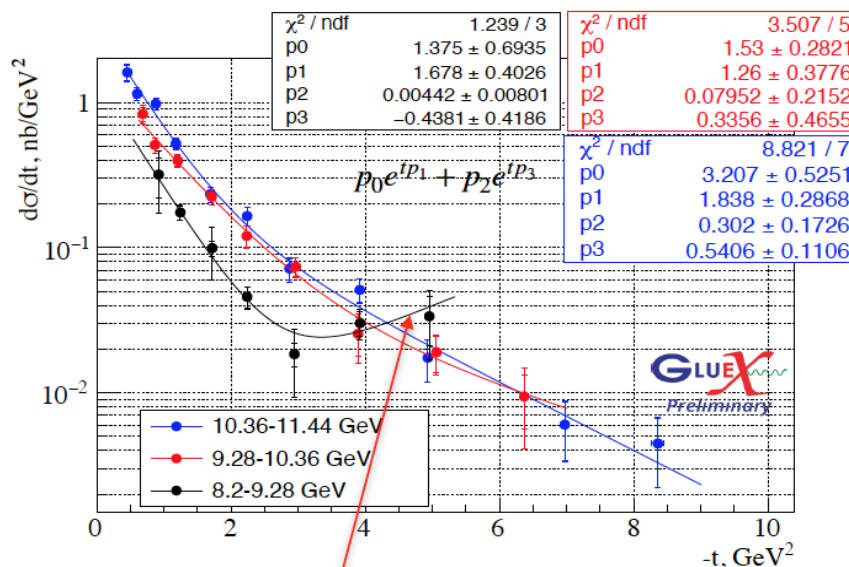 χ² / ndf 1.239 / 3
p0 1.375 ± 0.6935
p1 1.678 ± 0.4026
p2 0.00442 ± 0.00801
p3 −0.4381 ± 0.4186
χ² / ndf 3.507 / 5
p0 1.53 ± 0.2821
p1 1.26 ± 0.3776
p2 0.07952 ± 0.2152
p3 0.3356 ± 0.4655
χ² / ndf 8.821 / 7
p0 3.207 ± 0.5251
p1 1.838 ± 0.2868
p2 0.302 ± 0.1726
p3 0.5406 ± 0.1106
dσ/dt, nb/GeV²
1
10⁻¹
10⁻²
p₀e^{tp₁} + p₂e^{tp₃}
GLUEX
Preliminary
10.36-11.44 GeV
9.28-10.36 GeV
8.2-9.28 GeV
0 2 4 6 8 10
-t, GeV²